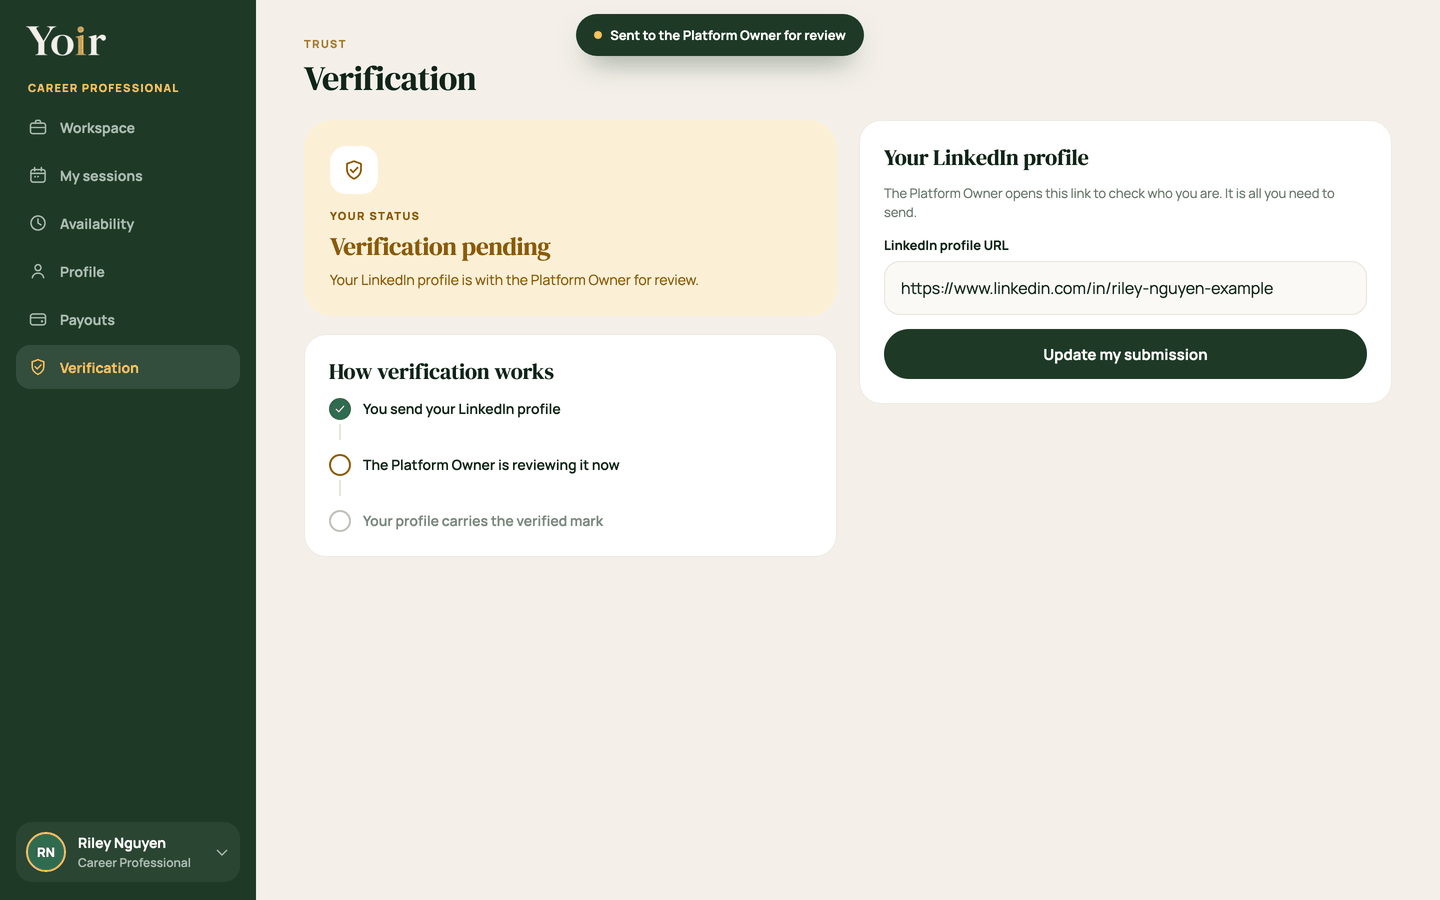 Yoir
CAREER PROFESSIONAL
Workspace
My sessions
Availability
Profile
Payouts
Verification
RN
Riley Nguyen
Career Professional
Sent to the Platform Owner for review
TRUST
Verification
YOUR STATUS
Verification pending
Your LinkedIn profile is with the Platform Owner for review.
How verification works
You send your LinkedIn profile
The Platform Owner is reviewing it now
Your profile carries the verified mark
Your LinkedIn profile
The Platform Owner opens this link to check who you are. It is all you need to
send.
LinkedIn profile URL
https://www.linkedin.com/in/riley-nguyen-example
Update my submission